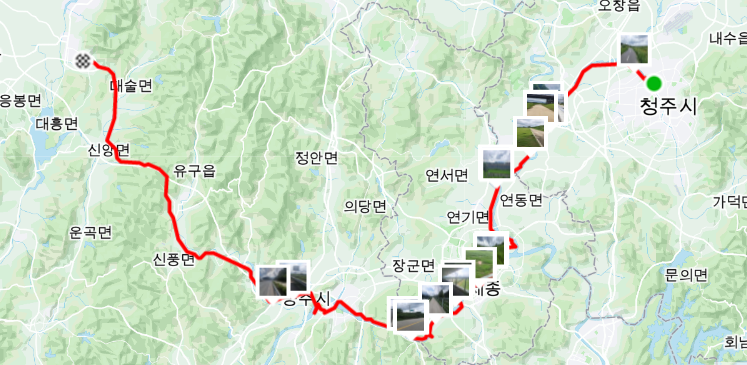 오창읍
내수읍
청주시
대술면
응봉면
대흥면
신양면
유구읍
정안면
연서면
연동면
의당면
연기면
가덕면
운곡면
신풍면
장군면
문의면
공주시
세종
회남